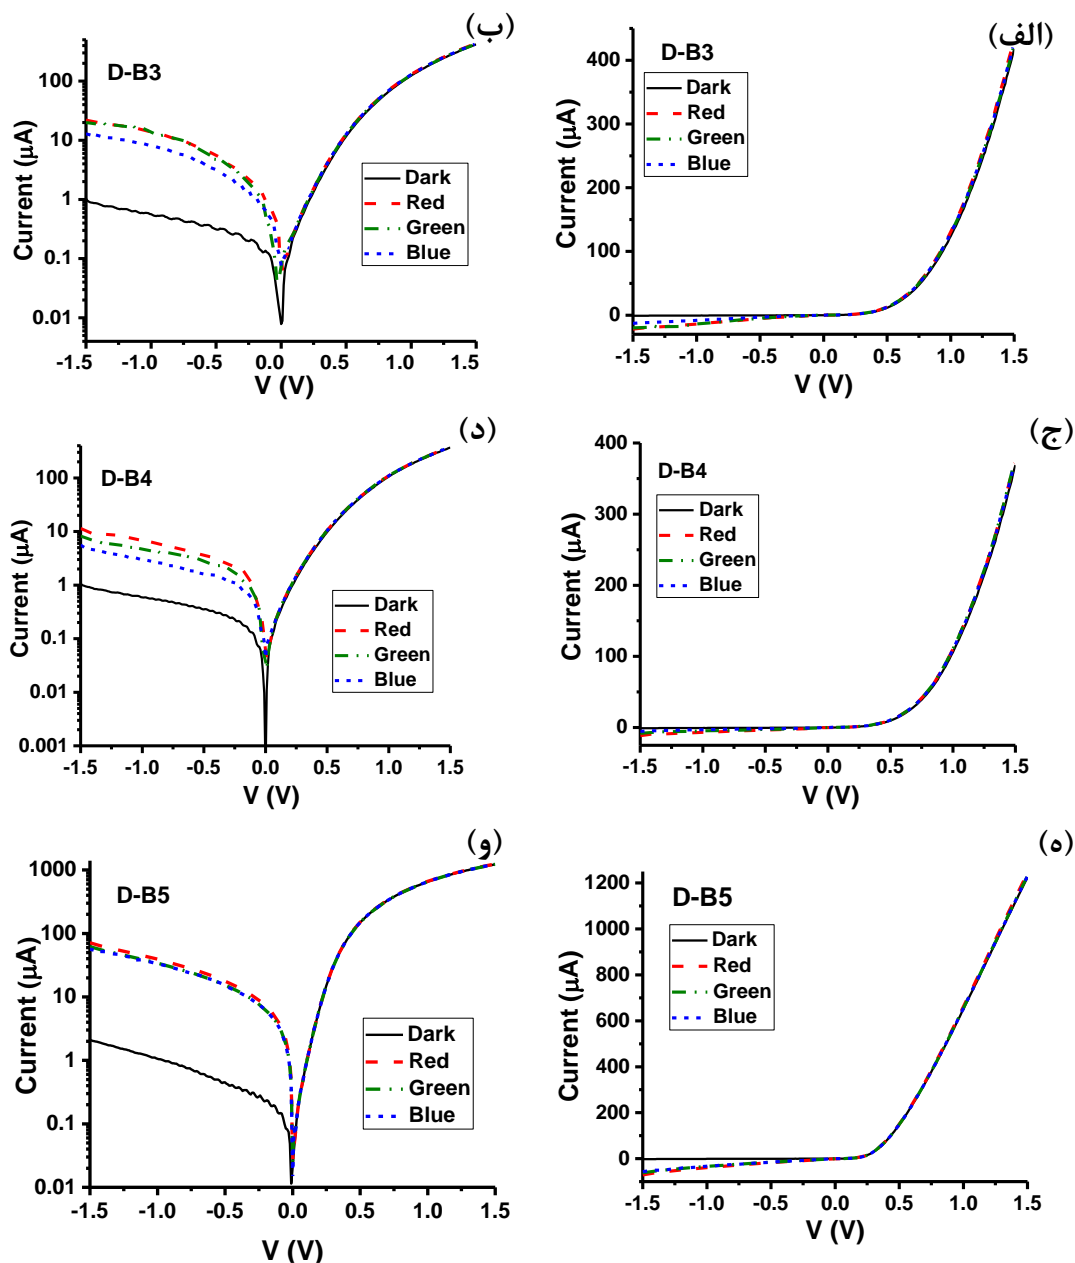 (ب)
D-B3
Current (μA)
100
10
1
0.1
0.01
Dark
Red
Green
Blue
-1.5 -1.0 -0.5 0.0 0.5 1.0 1.5
V (V)
(الف)
D-B3
Current (μA)
400
300
200
100
0
Dark
Red
Green
Blue
-1.5 -1.0 -0.5 0.0 0.5 1.0 1.5
V (V)
(د)
D-B4
Current (μA)
100
10
1
0.1
0.01
0.001
Dark
Red
Green
Blue
-1.5 -1.0 -0.5 0.0 0.5 1.0 1.5
V (V)
(ج)
D-B4
Current (μA)
400
300
200
100
0
Dark
Red
Green
Blue
-1.5 -1.0 -0.5 0.0 0.5 1.0 1.5
V (V)
(و)
D-B5
Current (μA)
1000
100
10
1
0.1
0.01
Dark
Red
Green
Blue
-1.5 -1.0 -0.5 0.0 0.5 1.0 1.5
V (V)
(ه)
D-B5
Current (μA)
1200
1000
800
600
400
200
0
Dark
Red
Green
Blue
-1.5 -1.0 -0.5 0.0 0.5 1.0 1.5
V (V)